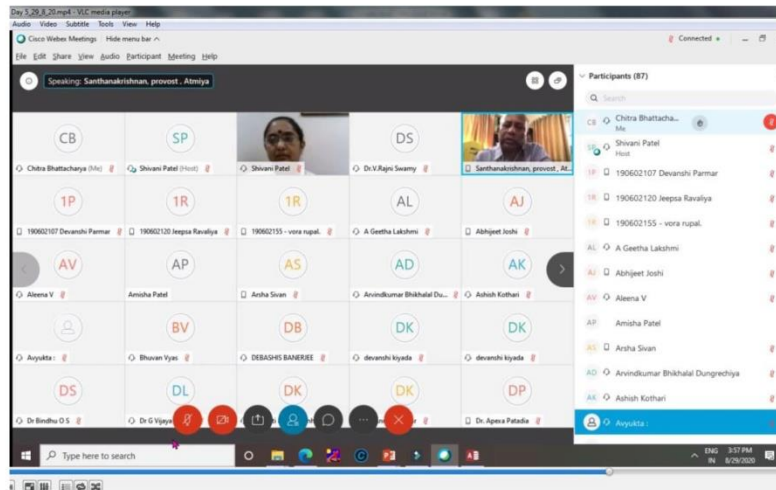 Day 5_29_8_20.mp4 - VLC media player
Audio Video Subtitle Tools View Help
Cisco Webex Meetings Hide menu bar ^
Connected
File Edit Share View Audio Participant Meeting Help
Speaking: Santhanakrishnan, provost . Atmiya
CB SP DS
Chitra Bhattacharya (Me) Shivani Patel (Host) Shivani Patel Dr.V.Rajni Swamy Santhanakrishnan, provost , At...
1P 1R 1R AL AJ
190602107 Devanshi Parmar 190602120 Jeepsa Ravaliya 190602155 - vora rupal. A Geetha Lakshmi Abhijeet Joshi
AV AP AS AD AK
Aleena V Amisha Patel Arsha Sivan Arvindkumar Bhikhalal Du... Ashish Kothari
BV DB DK DK
Avyukta : Bhuvan Vyas DEBASHIS BANERJEE devanshi kiyada devanshi kiyada
DS DL DK DK DP
Dr Bindhu O S Dr G Vijaya Dr. Apexa Patadia
Participants (87)
Search
CB Chitra Bhattacha...
Me
SP Shivani Patel
Host
1P 190602107 Devanshi Parmar
1R 190602120 Jeepsa Ravaliya
1R 190602155 - vora rupal.
AL A Geetha Lakshmi
AJ Abhijeet Joshi
AV Aleena V
AP Amisha Patel
AS Arsha Sivan
AD Arvindkumar Bhikhalal Dungrechiya
AK Ashish Kothari
Avyukta :
Type here to search
ENG 3:57 PM
IN 8/29/2020